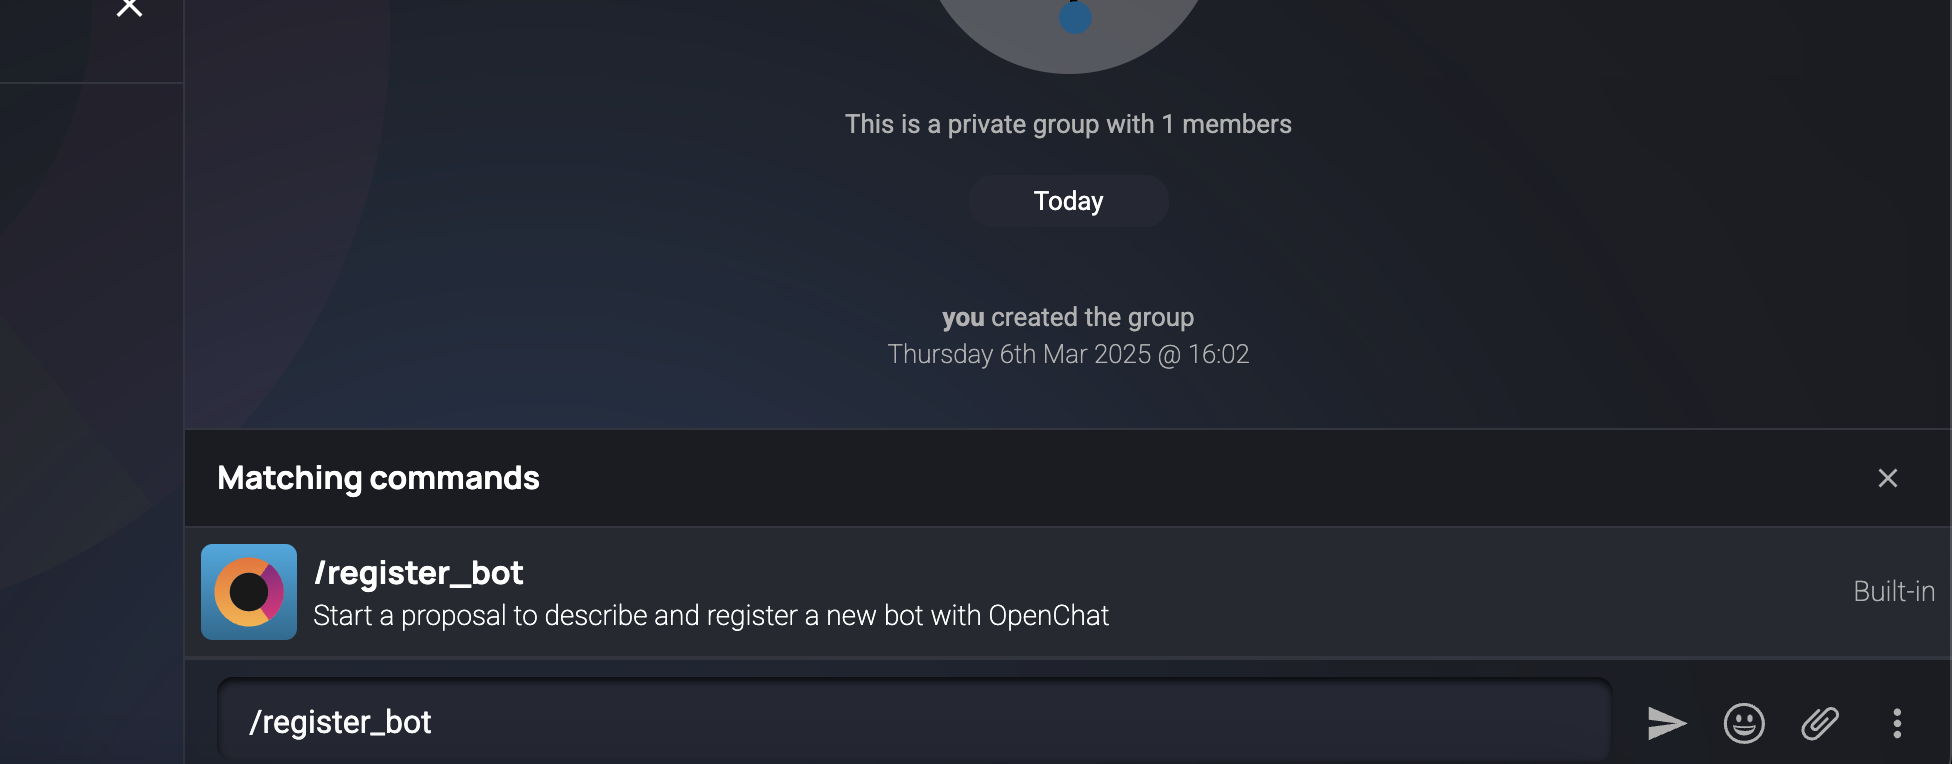 This is a private group with 1 members
Today
you created the group
Thursday 6th Mar 2025 @ 16:02
Matching commands
/register_bot
Start a proposal to describe and register a new bot with OpenChat
Built-in
/register_bot